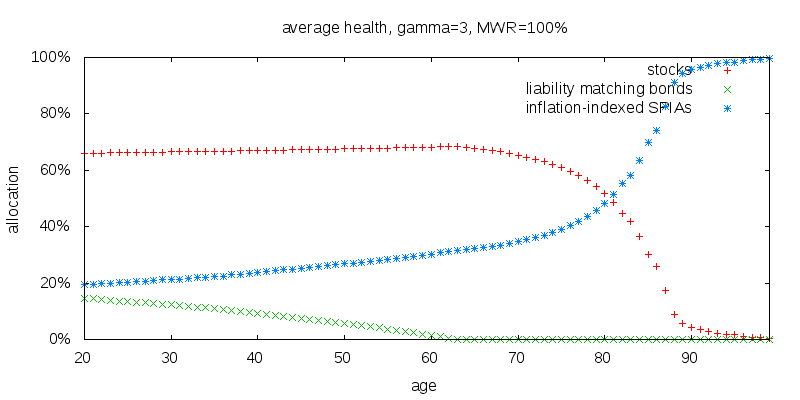 average health, gamma=3, MWR=100%
100%
80%
60%
40%
20%
0%
allocation
stocks
liability matching bonds
inflation-indexed SPIAs
20
30
40
50
60
70
80
90
age